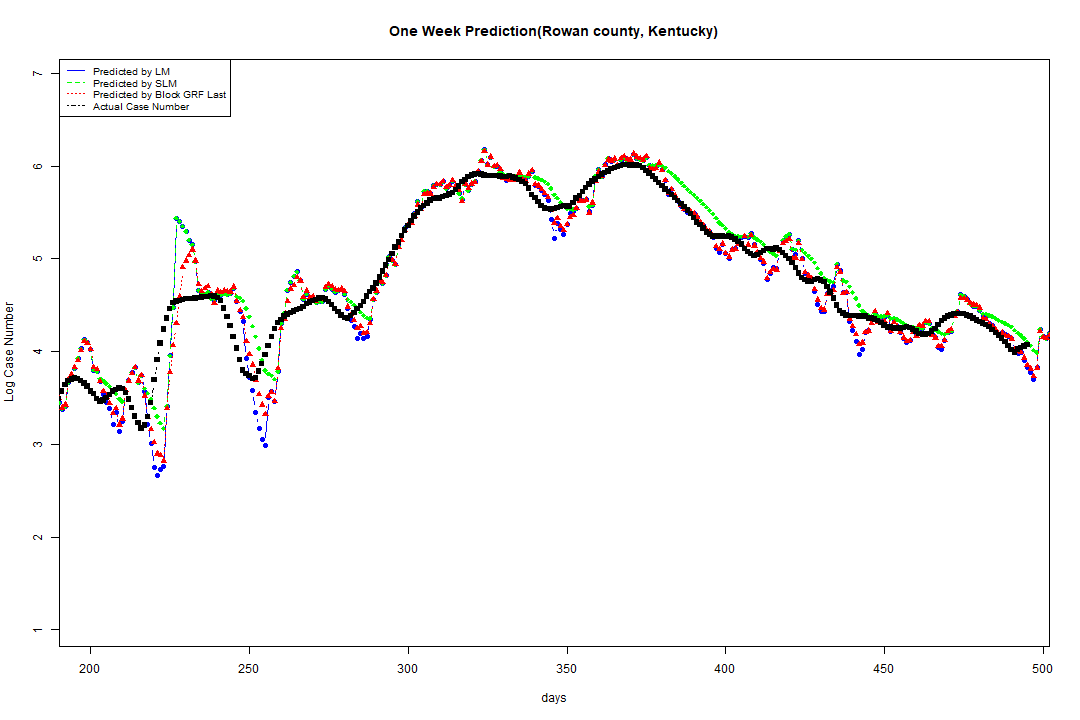 One Week Prediction(Rowan county, Kentucky)
Predicted by LM
Predicted by SLM
Predicted by Block GRF Last
Actual Case Number
7
6
5
4
3
2
1
Log Case Number
200 250 300 350 400 450 500
days